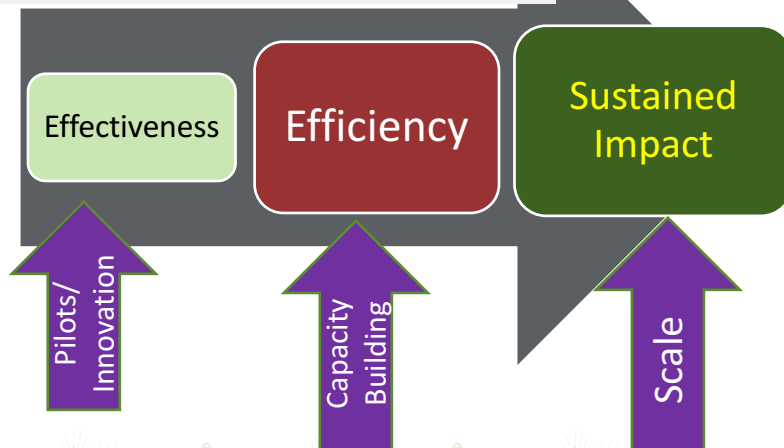 Effectiveness
Efficiency
Sustained
Impact
Pilots/
Innovation
Capacity
Building
Scale